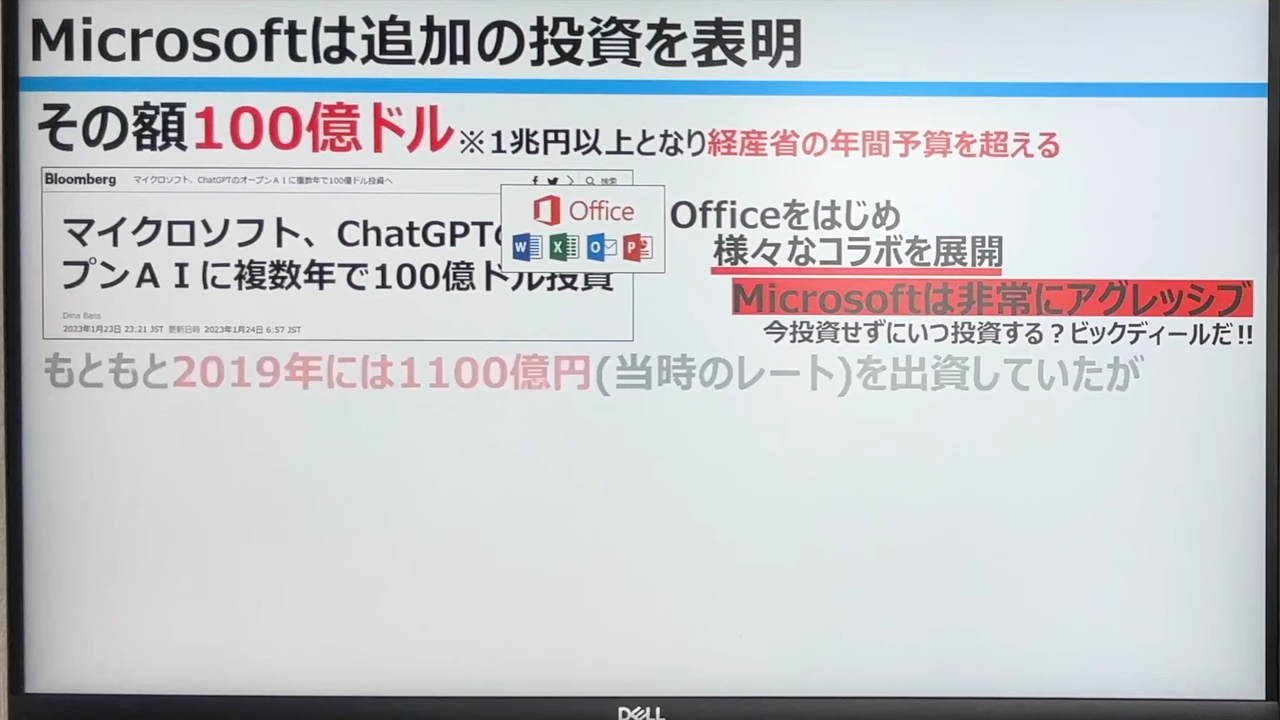 Microsoftは追加の投資を表明
その額100億ドル※1兆円以上となり経産省の年間予算を超える
Bloomberg マイクロソフト、ChatGPTのオープンAIに複数年で100億ドル投資へ 検索
マイクロソフト、ChatGPTの
プンAIに複数年で100億ドル投資
Dina Bass
2023年1月23日 23:21 JST 更新日時 2023年1月24日 6:57 JST
Office
W X O P
Officeをはじめ
様々なコラボを展開
Microsoftは非常にアグレッシブ
今投資せずにいつ投資する?ビックディールだ!!
もともと2019年には1100億円(当時のレート)を出資していたが
DELL